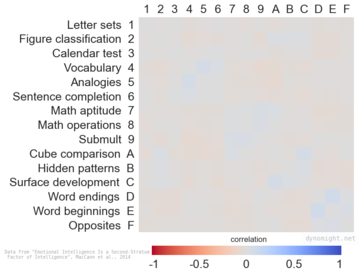 1 2 3 4 5 6 7 8 9 A B C D E F
Letter sets 1
Figure classification 2
Calendar test 3
Vocabulary 4
Analogies 5
Sentence completion 6
Math aptitude 7
Math operations 8
Submult 9
Cube comparison A
Hidden patterns B
Surface development C
Word endings D
Word beginnings E
Opposites F
dynomight.net
Data from "Emotional Intelligence Is a Second-Stratum
Factor of Intelligence", MacCann et al., 2014
correlation
-1 -0.5 0 0.5 1